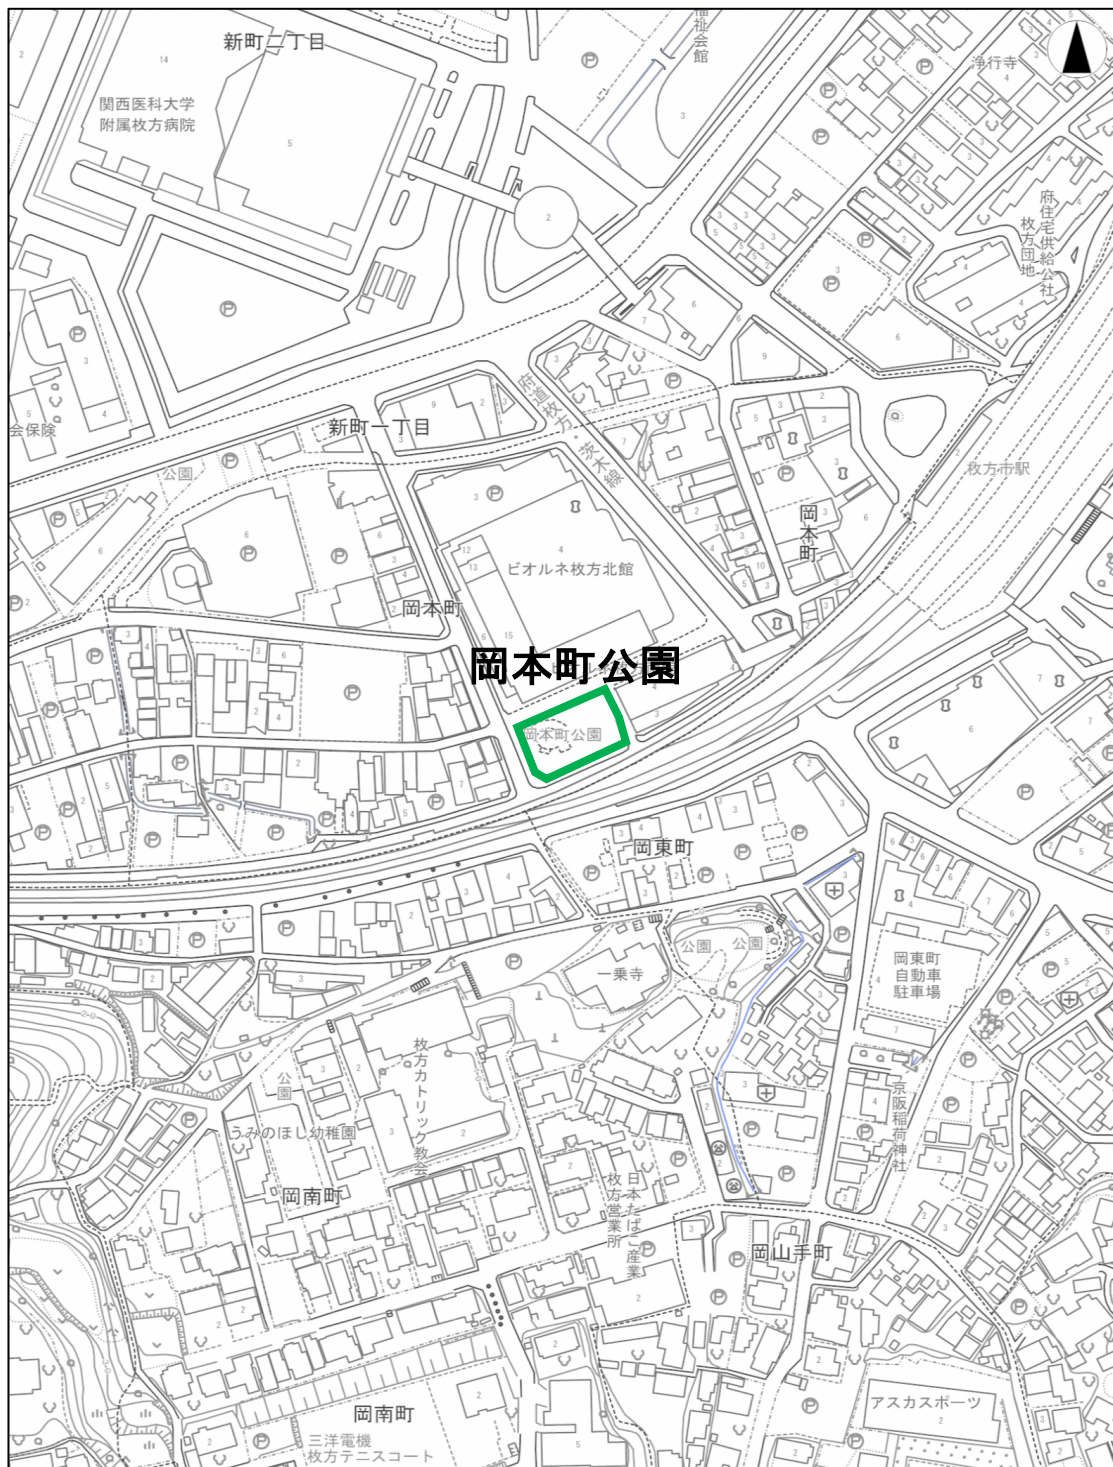 新町二丁目
福祉会館
浄行寺
関西医科大学
附属枚方病院
府住宅供給公社
枚方団地
府道枚方・茨木線
新町一丁目
会保険
公園
枚方市駅
岡本町
ビオルネ枚方北館
岡本町
岡本町公園
岡本町公園
岡東町
公園
公園
一乗寺
岡東町
自動車
駐車場
枚方カトリック教会
公園
うみのほし幼稚園
京阪稲荷神社
岡南町
日本たばこ産業
枚方営業所
岡山手町
アスカスポーツ
岡南町
三洋電機
枚方テニスコート